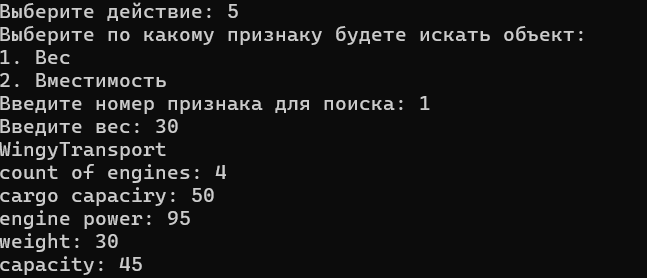 Выберите действие: 5
Выберите по какому признаку будете искать объект:
1. Вес
2. Вместимость
Введите номер признака для поиска: 1
Введите вес: 30
WingyTransport
count of engines: 4
cargo capaciry: 50
engine power: 95
weight: 30
capacity: 45